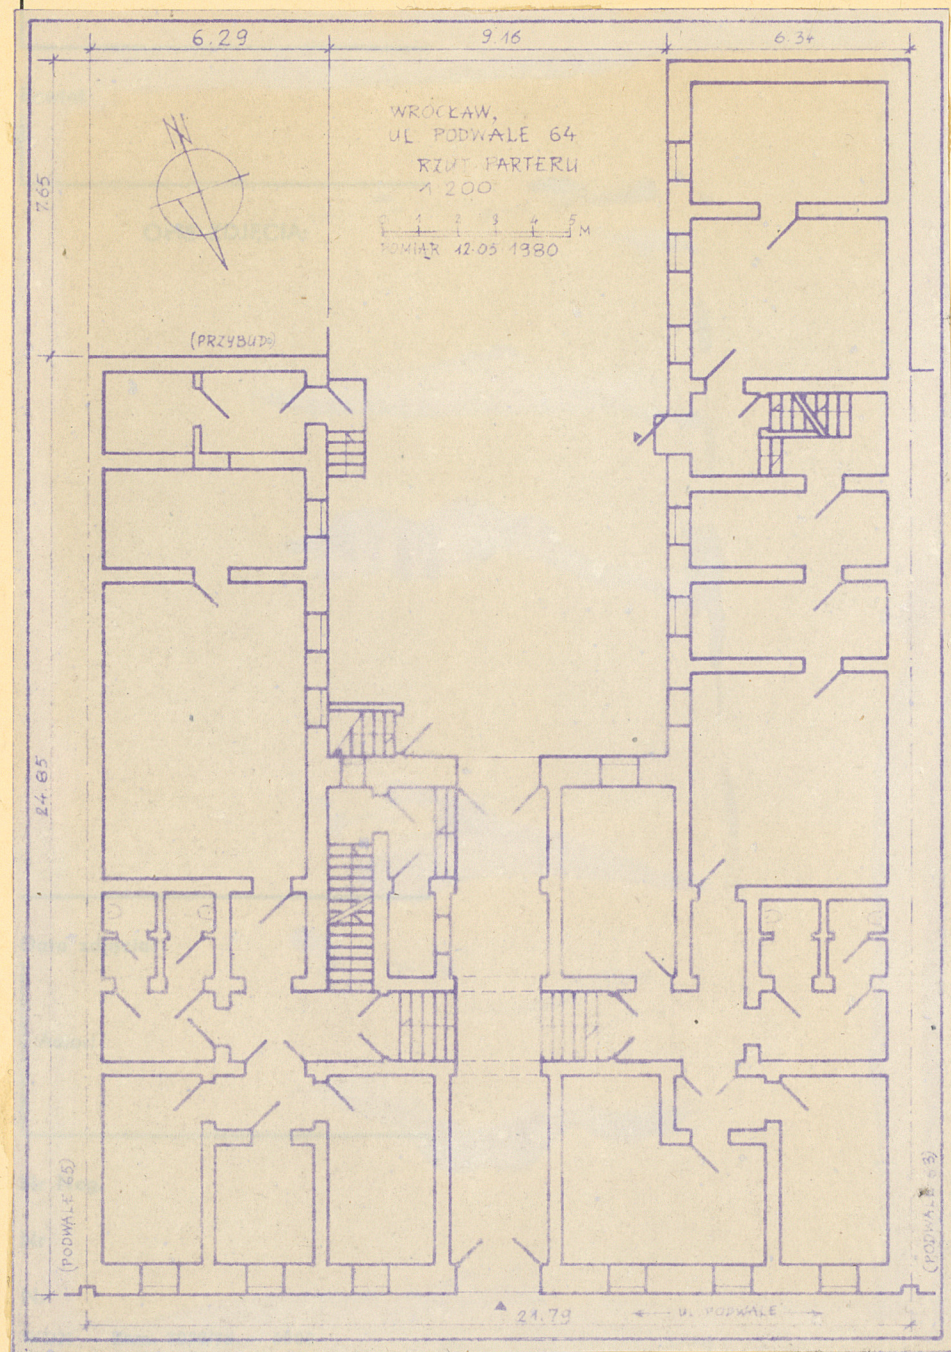 6.29
9.16
6.34
N
WROCŁAW,
UL PODWALE 64
RZUT PARTERU
1 200
0 1 2 3 4 5 M
POMIAR 12.05 1980
7.65
(PRZYBUD.)
24.85
(PODWALE 65)
21.79
UL PODWALE